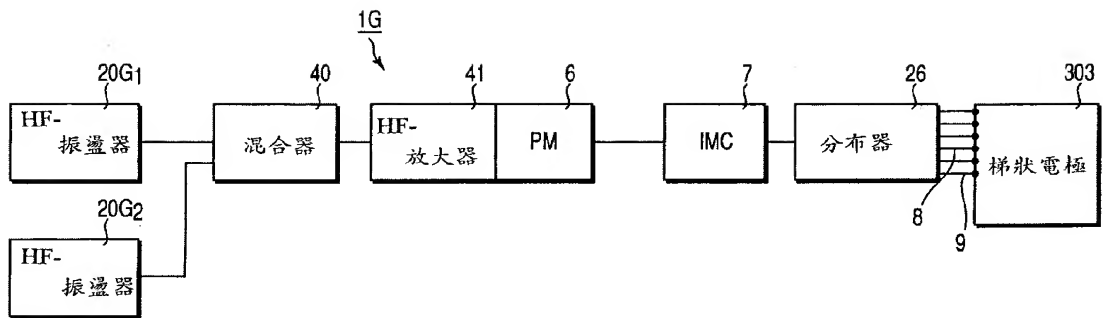 1G
20G1
HF-
振盪器
40
混合器
41
HF-
放大器
6
PM
7
IMC
26
分布器
303
梯狀電極
8
9
20G2
HF-
振盪器